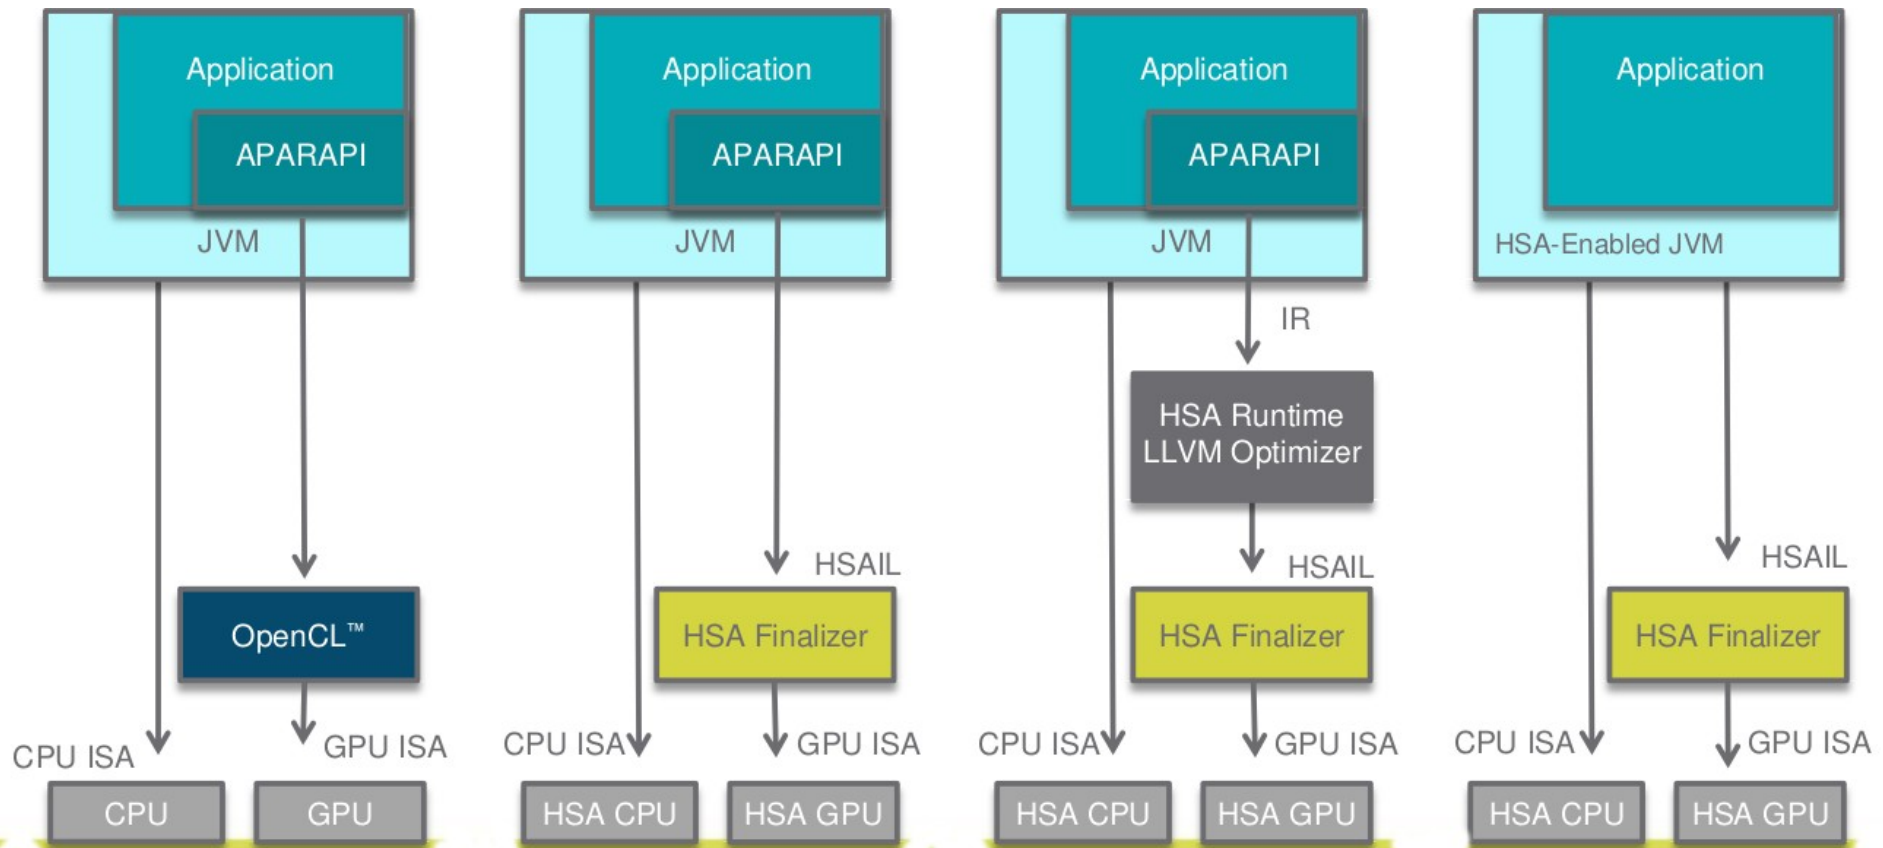 Application
APARAPI
JVM
OpenCL™
CPU ISA
GPU ISA
CPU
GPU
Application
APARAPI
JVM
HSAIL
HSA Finalizer
CPU ISA
GPU ISA
HSA CPU
HSA GPU
Application
APARAPI
JVM
IR
HSA Runtime
LLVM Optimizer
HSAIL
HSA Finalizer
CPU ISA
GPU ISA
HSA CPU
HSA GPU
Application
HSA-Enabled JVM
HSAIL
HSA Finalizer
CPU ISA
GPU ISA
HSA CPU
HSA GPU